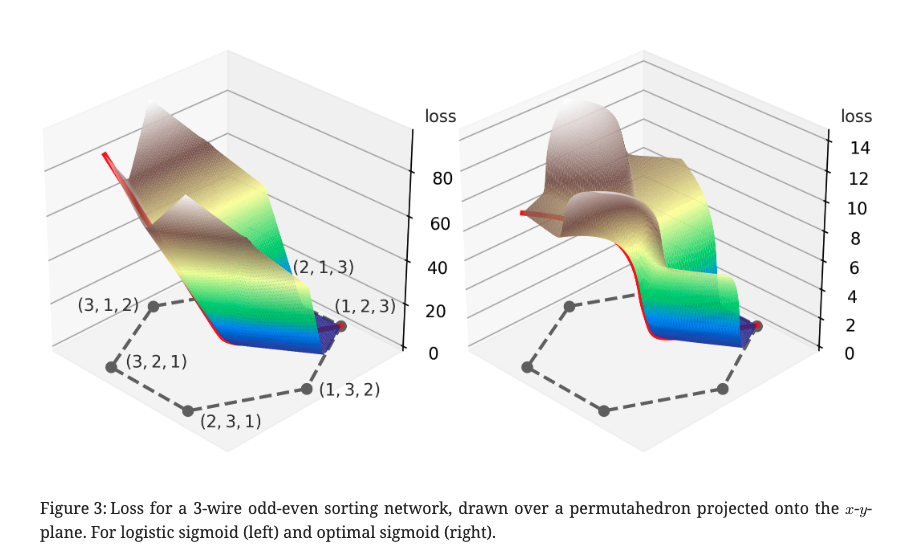 loss
80
60
40
20
0
(2, 1, 3)
(1, 2, 3)
(3, 1, 2)
(3, 2, 1)
(1, 3, 2)
(2, 3, 1)
loss
14
12
10
8
6
4
2
0
Figure 3: Loss for a 3-wire odd-even sorting network, drawn over a permutahedron projected onto the x-y-
plane. For logistic sigmoid (left) and optimal sigmoid (right).